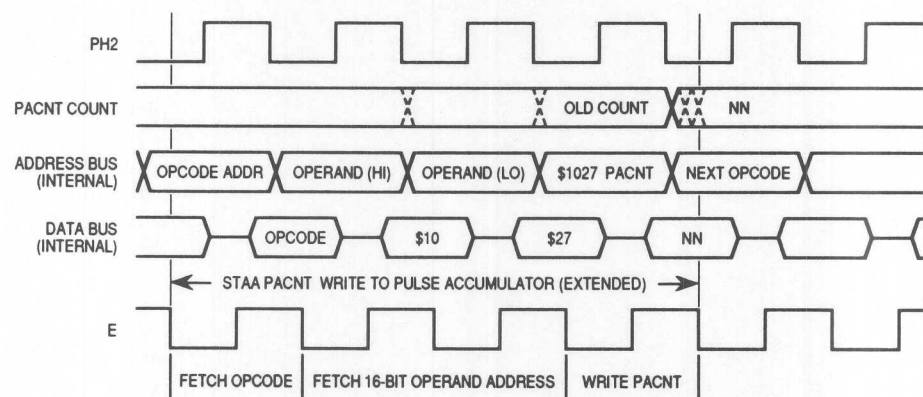 PH2
PACNT COUNT
OLD COUNT
NN
ADDRESS BUS
(INTERNAL)
OPCODE ADDR
OPERAND (HI)
OPERAND (LO)
$1027 PACNT
NEXT OPCODE
DATA BUS
(INTERNAL)
OPCODE
$10
$27
NN
STAA PACNT WRITE TO PULSE ACCUMULATOR (EXTENDED)
E
FETCH OPCODE
FETCH 16-BIT OPERAND ADDRESS
WRITE PACNT